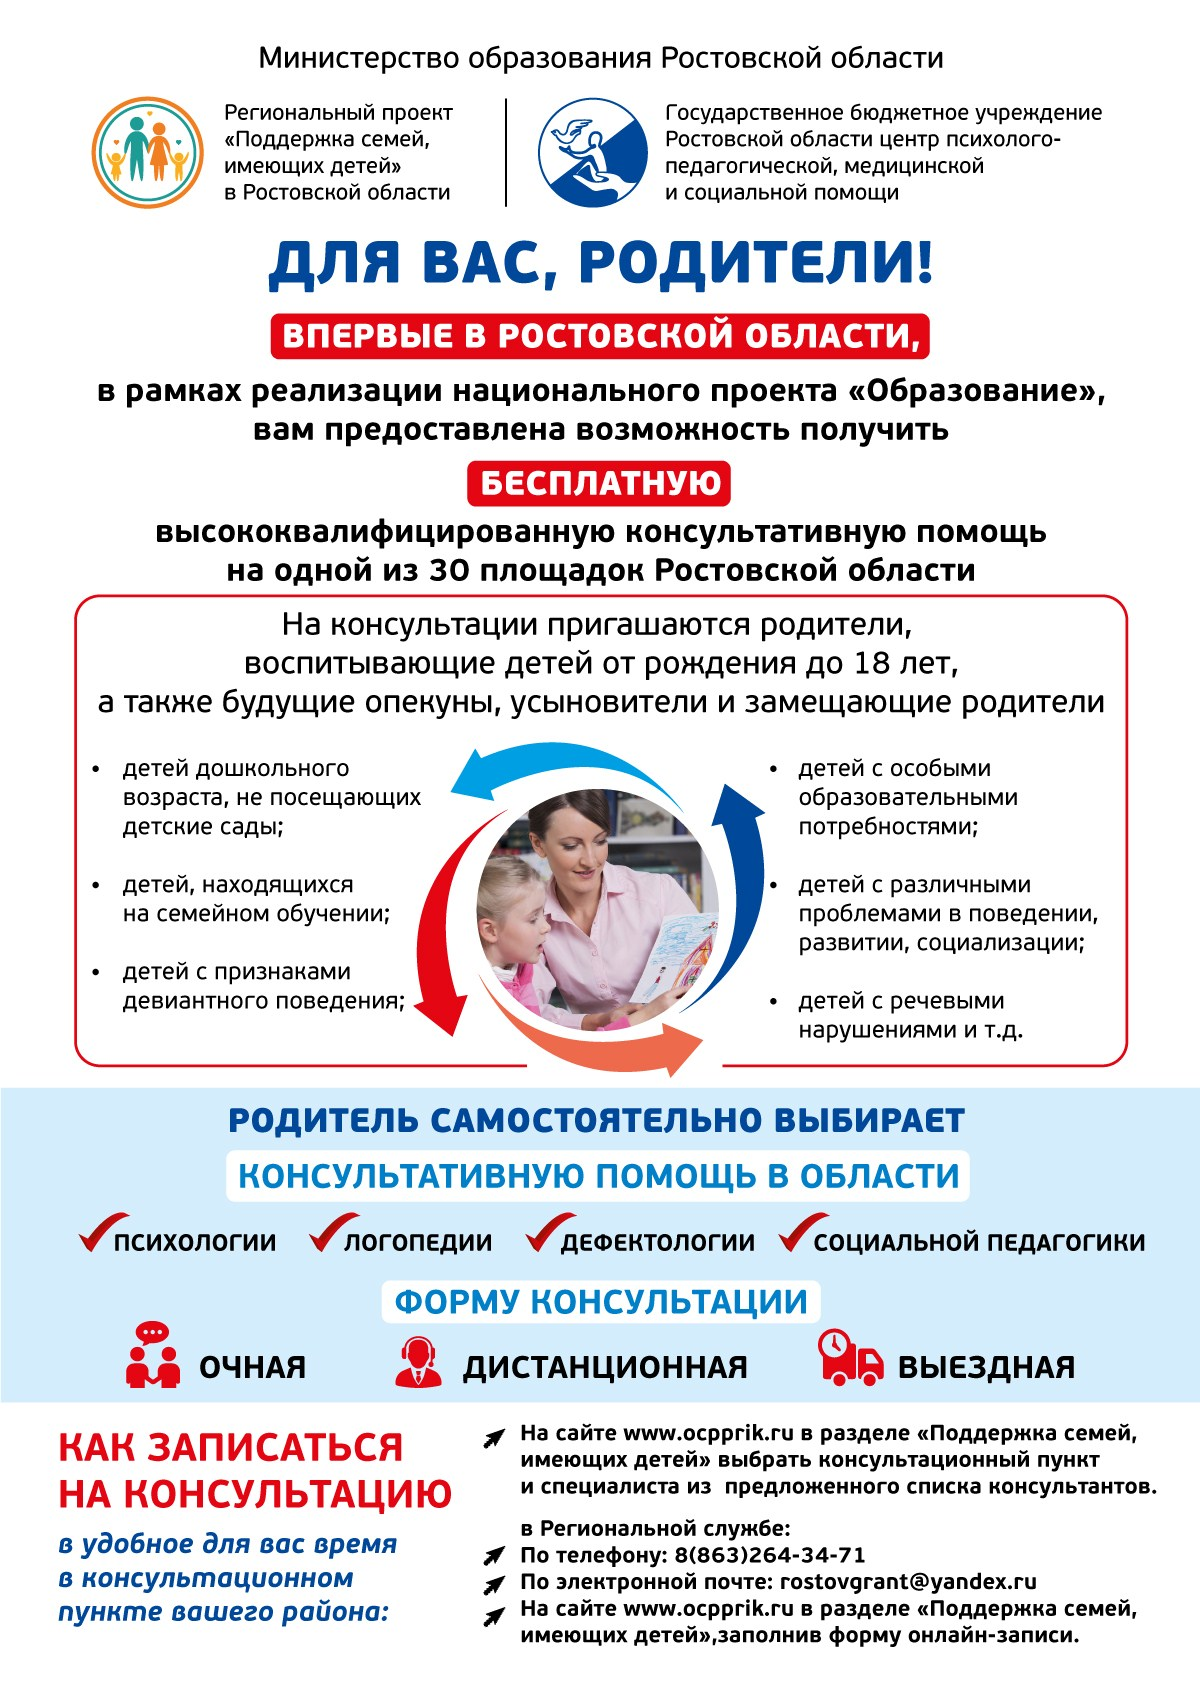 Министерство образования Ростовской области
Региональный проект
«Поддержка семей,
имеющих детей»
в Ростовской области
Государственное бюджетное учреждение
Ростовской области центр психолого-
педагогической, медицинской
и социальной помощи
ДЛЯ ВАС, РОДИТЕЛИ!
ВПЕРВЫЕ В РОСТОВСКОЙ ОБЛАСТИ,
в рамках реализации национального проекта «Образование»,
вам предоставлена возможность получить
БЕСПЛАТНУЮ
высококвалифицированную консультативную помощь
на одной из 30 площадок Ростовской области
На консультации пригашаются родители,
воспитывающие детей от рождения до 18 лет,
а также будущие опекуны, усыновители и замещающие родители
• детей дошкольного
возраста, не посещающих
детские сады;
• детей, находящихся
на семейном обучении;
• детей с признаками
девиантного поведения;
• детей с особыми
образовательными
потребностями;
• детей с различными
проблемами в поведении,
развитии, социализации;
• детей с речевыми
нарушениями и т.д.
РОДИТЕЛЬ САМОСТОЯТЕЛЬНО ВЫБИРАЕТ
КОНСУЛЬТАТИВНУЮ ПОМОЩЬ В ОБЛАСТИ
ПСИХОЛОГИИ ЛОГОПЕДИИ ДЕФЕКТОЛОГИИ СОЦИАЛЬНОЙ ПЕДАГОГИКИ
ФОРМУ КОНСУЛЬТАЦИИ
ОЧНАЯ ДИСТАНЦИОННАЯ ВЫЕЗДНАЯ
КАК ЗАПИСАТЬСЯ
НА КОНСУЛЬТАЦИЮ
в удобное для вас время
в консультационном
пункте вашего района:
На сайте www.ocpprik.ru в разделе «Поддержка семей,
имеющих детей» выбрать консультационный пункт
и специалиста из предложенного списка консультантов.
в Региональной службе:
По телефону: 8(863)264-34-71
По электронной почте: rostovgrant@yandex.ru
На сайте www.ocpprik.ru в разделе «Поддержка семей,
имеющих детей»,заполнив форму онлайн-записи.